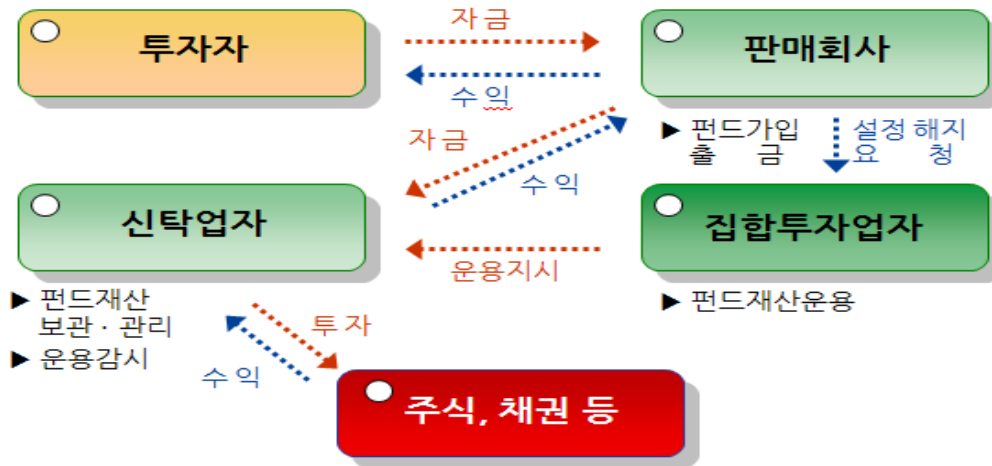 투자자
자 금
수 익
판매회사
▶ 펀드가입
출 금
설정 해지
요 청
자 금
수 익
신탁업자
운용지시
집합투자업자
▶ 펀드재산
보관 · 관리
▶ 운용감시
▶ 펀드재산운용
투 자
수 익
주식, 채권 등